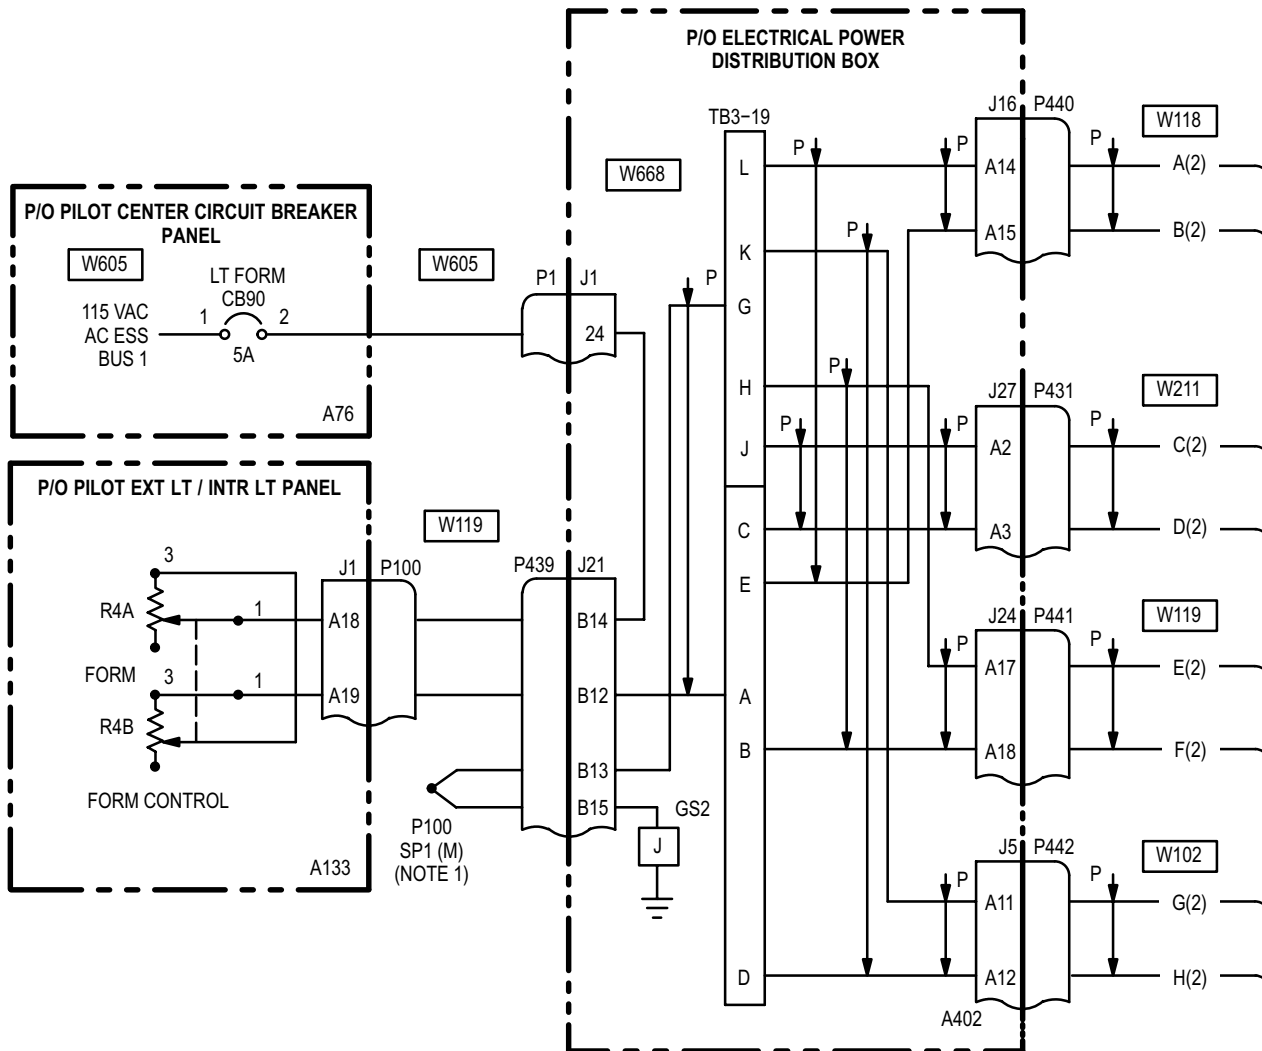 P/O ELECTRICAL POWER
DISTRIBUTION BOX
TB3−19
J16 P440
W118
L
P
P
A14
P
A(2)
W668
P/O PILOT CENTER CIRCUIT BREAKER
PANEL
W605
W605
LT FORM
CB90
115 VAC
AC ESS
BUS 1
1
2
5A
A76
P1 J1
24
K
P
A15
B(2)
G
P
H
P
J27 P431
W211
J
P
P
A2
P
C(2)
C
A3
D(2)
E
P/O PILOT EXT LT / INTR LT PANEL
W119
3
R4A
1
J1 P100
A18
FORM
3
1
A19
R4B
FORM CONTROL
A133
P439 J21
B14
B12
B13
B15
P100
SP1 (M)
(NOTE 1)
GS2
J
J24 P441
W119
P
A17
P
E(2)
A
B
A18
F(2)
J5 P442
W102
P
A11
P
G(2)
D
A12
H(2)
A402